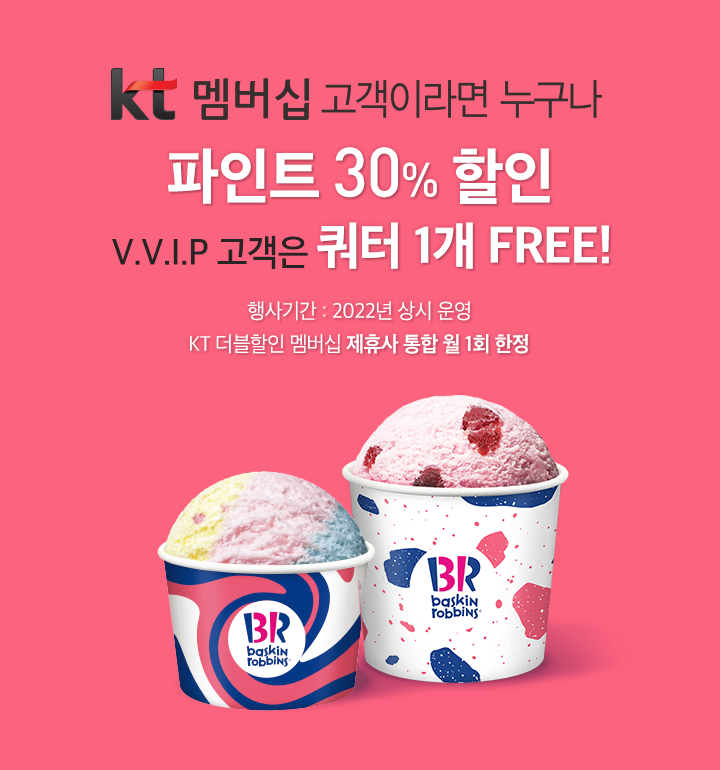 kt 멤버십 고객이라면 누구나
파인트 30% 할인
V.V.I.P 고객은 쿼터 1개 FREE!
행사기간 : 2022년 상시 운영
KT 더블할인 멤버십 제휴사 통합 월 1회 한정
BR
baskin
robbins
BR
baskin
robbins